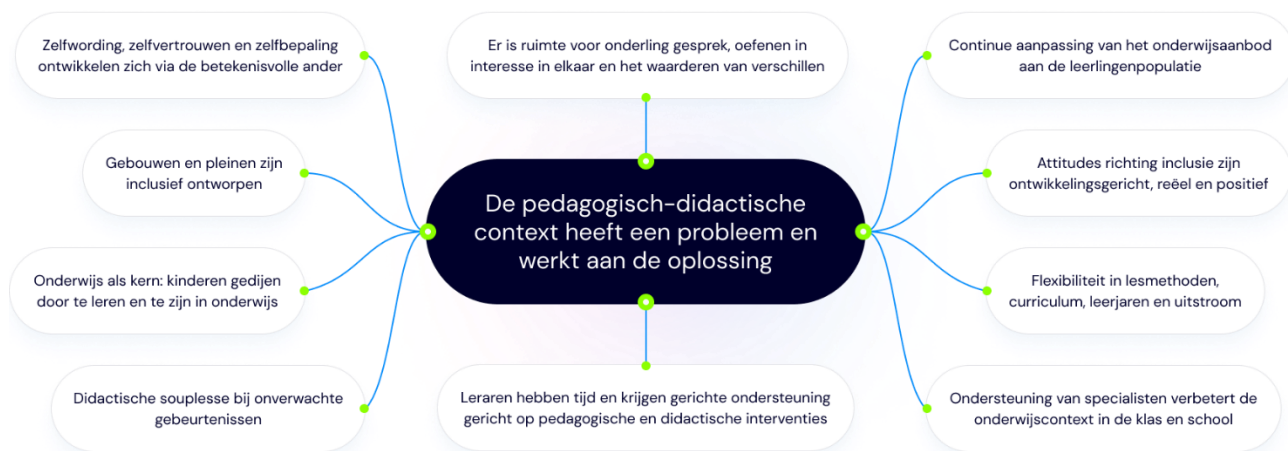 Zelfwording, zelfvertrouwen en zelfbepaling
ontwikkelen zich via de betekenisvolle ander
Er is ruimte voor onderling gesprek, oefenen in
interesse in elkaar en het waarderen van verschillen
Continue aanpassing van het onderwijsaanbod
aan de leerlingenpopulatie
Gebouwen en pleinen zijn
inclusief ontworpen
De pedagogisch-didactische
context heeft een probleem en
werkt aan de oplossing
Attitudes richting inclusie zijn
ontwikkelingsgericht, reëel en positief
Onderwijs als kern: kinderen gedijen
door te leren en te zijn in onderwijs
Flexibiliteit in lesmethoden,
curriculum, leerjaren en uitstroom
Didactische souplesse bij onverwachte
gebeurtenissen
Leraren hebben tijd en krijgen gerichte ondersteuning
gericht op pedagogische en didactische interventies
Ondersteuning van specialisten verbetert de
onderwijscontext in de klas en school